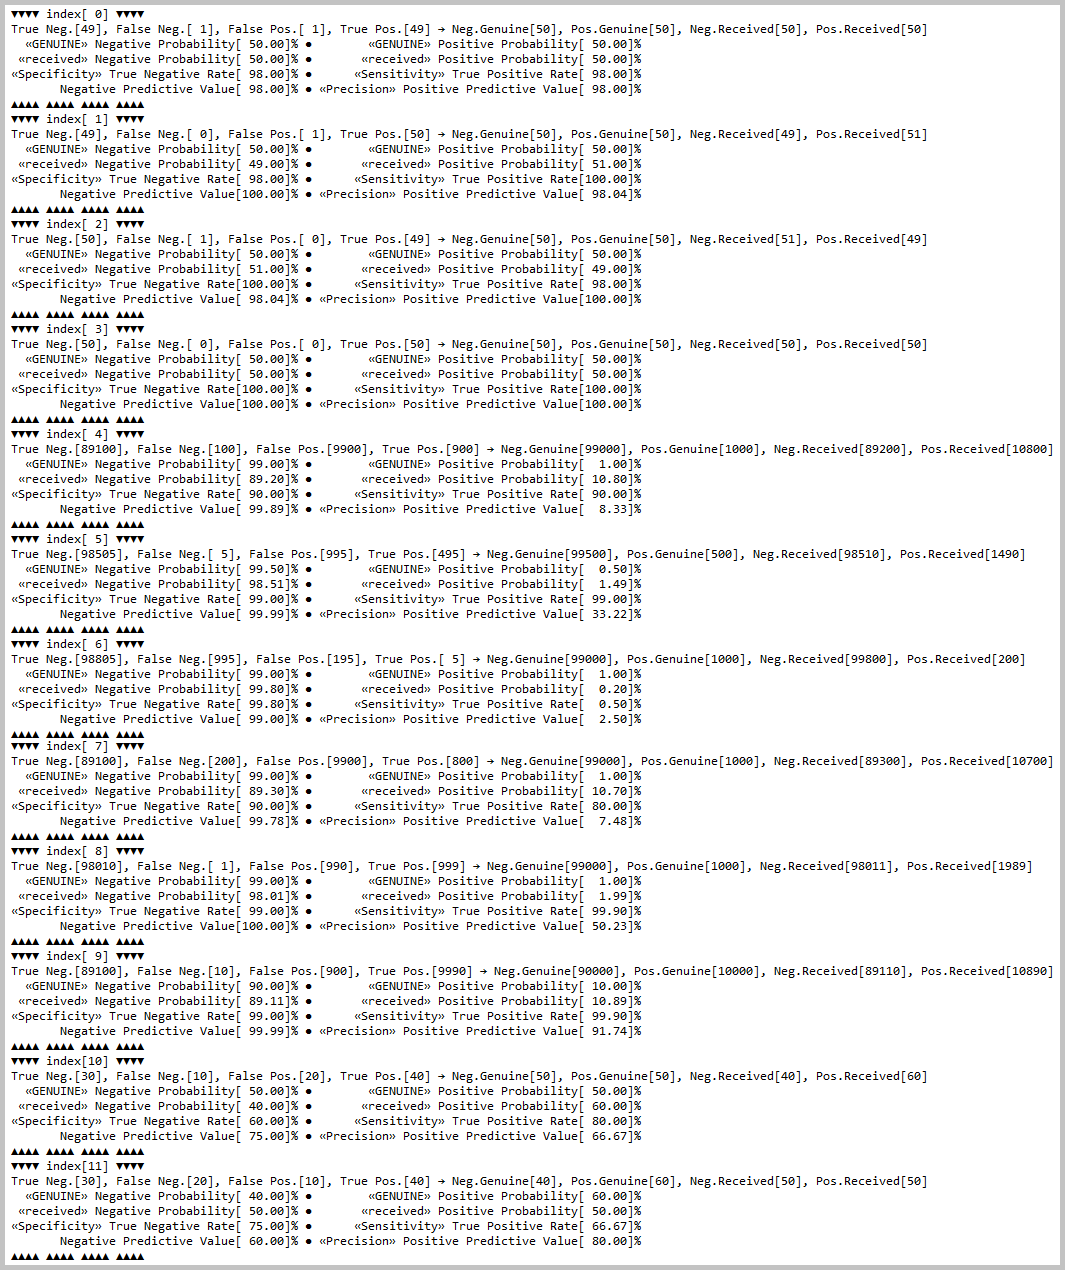 ▼▼▼▼ index[ 0] ▼▼▼▼
True Neg.[49], False Neg.[ 1], False Pos.[ 1], True Pos.[49] → Neg.Genuine[50], Pos.Genuine[50], Neg.Received[50], Pos.Received[50]
«GENUINE» Negative Probability[ 50.00]% ● «GENUINE» Positive Probability[ 50.00]%
«received» Negative Probability[ 50.00]% ● «received» Positive Probability[ 50.00]%
«Specificity» True Negative Rate[ 98.00]% ● «Sensitivity» True Positive Rate[ 98.00]%
Negative Predictive Value[ 98.00]% ● «Precision» Positive Predictive Value[ 98.00]%
▲▲▲▲ ▲▲▲▲ ▲▲▲▲ ▲▲▲▲
▼▼▼▼ index[ 1] ▼▼▼▼
True Neg.[49], False Neg.[ 0], False Pos.[ 1], True Pos.[50] → Neg.Genuine[50], Pos.Genuine[50], Neg.Received[49], Pos.Received[51]
«GENUINE» Negative Probability[ 50.00]% ● «GENUINE» Positive Probability[ 50.00]%
«received» Negative Probability[ 49.00]% ● «received» Positive Probability[ 51.00]%
«Specificity» True Negative Rate[ 98.00]% ● «Sensitivity» True Positive Rate[100.00]%
Negative Predictive Value[100.00]% ● «Precision» Positive Predictive Value[ 98.04]%
▲▲▲▲ ▲▲▲▲ ▲▲▲▲ ▲▲▲▲
▼▼▼▼ index[ 2] ▼▼▼▼
True Neg.[50], False Neg.[ 1], False Pos.[ 0], True Pos.[49] → Neg.Genuine[50], Pos.Genuine[50], Neg.Received[51], Pos.Received[49]
«GENUINE» Negative Probability[ 50.00]% ● «GENUINE» Positive Probability[ 50.00]%
«received» Negative Probability[ 51.00]% ● «received» Positive Probability[ 49.00]%
«Specificity» True Negative Rate[100.00]% ● «Sensitivity» True Positive Rate[ 98.00]%
Negative Predictive Value[ 98.04]% ● «Precision» Positive Predictive Value[100.00]%
▲▲▲▲ ▲▲▲▲ ▲▲▲▲ ▲▲▲▲
▼▼▼▼ index[ 3] ▼▼▼▼
True Neg.[50], False Neg.[ 0], False Pos.[ 0], True Pos.[50] → Neg.Genuine[50], Pos.Genuine[50], Neg.Received[50], Pos.Received[50]
«GENUINE» Negative Probability[ 50.00]% ● «GENUINE» Positive Probability[ 50.00]%
«received» Negative Probability[ 50.00]% ● «received» Positive Probability[ 50.00]%
«Specificity» True Negative Rate[100.00]% ● «Sensitivity» True Positive Rate[100.00]%
Negative Predictive Value[100.00]% ● «Precision» Positive Predictive Value[100.00]%
▲▲▲▲ ▲▲▲▲ ▲▲▲▲ ▲▲▲▲
▼▼▼▼ index[ 4] ▼▼▼▼
True Neg.[89100], False Neg.[100], False Pos.[9900], True Pos.[900] → Neg.Genuine[99000], Pos.Genuine[1000], Neg.Received[89200], Pos.Received[10800]
«GENUINE» Negative Probability[ 99.00]% ● «GENUINE» Positive Probability[  1.00]%
«received» Negative Probability[ 89.20]% ● «received» Positive Probability[ 10.80]%
«Specificity» True Negative Rate[ 90.00]% ● «Sensitivity» True Positive Rate[ 90.00]%
Negative Predictive Value[ 99.89]% ● «Precision» Positive Predictive Value[  8.33]%
▲▲▲▲ ▲▲▲▲ ▲▲▲▲ ▲▲▲▲
▼▼▼▼ index[ 5] ▼▼▼▼
True Neg.[98505], False Neg.[ 5], False Pos.[995], True Pos.[495] → Neg.Genuine[99500], Pos.Genuine[500], Neg.Received[98510], Pos.Received[1490]
«GENUINE» Negative Probability[ 99.50]% ● «GENUINE» Positive Probability[  0.50]%
«received» Negative Probability[ 98.51]% ● «received» Positive Probability[  1.49]%
«Specificity» True Negative Rate[ 99.00]% ● «Sensitivity» True Positive Rate[ 99.00]%
Negative Predictive Value[ 99.99]% ● «Precision» Positive Predictive Value[ 33.22]%
▲▲▲▲ ▲▲▲▲ ▲▲▲▲ ▲▲▲▲
▼▼▼▼ index[ 6] ▼▼▼▼
True Neg.[98805], False Neg.[995], False Pos.[195], True Pos.[ 5] → Neg.Genuine[99000], Pos.Genuine[1000], Neg.Received[99800], Pos.Received[200]
«GENUINE» Negative Probability[ 99.00]% ● «GENUINE» Positive Probability[  1.00]%
«received» Negative Probability[ 99.80]% ● «received» Positive Probability[  0.20]%
«Specificity» True Negative Rate[ 99.80]% ● «Sensitivity» True Positive Rate[  0.50]%
Negative Predictive Value[ 99.00]% ● «Precision» Positive Predictive Value[  2.50]%
▲▲▲▲ ▲▲▲▲ ▲▲▲▲ ▲▲▲▲
▼▼▼▼ index[ 7] ▼▼▼▼
True Neg.[89100], False Neg.[200], False Pos.[9900], True Pos.[800] → Neg.Genuine[99000], Pos.Genuine[1000], Neg.Received[89300], Pos.Received[10700]
«GENUINE» Negative Probability[ 99.00]% ● «GENUINE» Positive Probability[  1.00]%
«received» Negative Probability[ 89.30]% ● «received» Positive Probability[ 10.70]%
«Specificity» True Negative Rate[ 90.00]% ● «Sensitivity» True Positive Rate[ 80.00]%
Negative Predictive Value[ 99.78]% ● «Precision» Positive Predictive Value[  7.48]%
▲▲▲▲ ▲▲▲▲ ▲▲▲▲ ▲▲▲▲
▼▼▼▼ index[ 8] ▼▼▼▼
True Neg.[98010], False Neg.[ 1], False Pos.[990], True Pos.[999] → Neg.Genuine[99000], Pos.Genuine[1000], Neg.Received[98011], Pos.Received[1989]
«GENUINE» Negative Probability[ 99.00]% ● «GENUINE» Positive Probability[  1.00]%
«received» Negative Probability[ 98.01]% ● «received» Positive Probability[  1.99]%
«Specificity» True Negative Rate[ 99.00]% ● «Sensitivity» True Positive Rate[ 99.90]%
Negative Predictive Value[100.00]% ● «Precision» Positive Predictive Value[ 50.23]%
▲▲▲▲ ▲▲▲▲ ▲▲▲▲ ▲▲▲▲
▼▼▼▼ index[ 9] ▼▼▼▼
True Neg.[89100], False Neg.[10], False Pos.[900], True Pos.[9990] → Neg.Genuine[90000], Pos.Genuine[10000], Neg.Received[89110], Pos.Received[10890]
«GENUINE» Negative Probability[ 90.00]% ● «GENUINE» Positive Probability[ 10.00]%
«received» Negative Probability[ 89.11]% ● «received» Positive Probability[ 10.89]%
«Specificity» True Negative Rate[ 99.00]% ● «Sensitivity» True Positive Rate[ 99.90]%
Negative Predictive Value[ 99.99]% ● «Precision» Positive Predictive Value[ 91.74]%
▲▲▲▲ ▲▲▲▲ ▲▲▲▲ ▲▲▲▲
▼▼▼▼ index[10] ▼▼▼▼
True Neg.[30], False Neg.[10], False Pos.[20], True Pos.[40] → Neg.Genuine[50], Pos.Genuine[50], Neg.Received[40], Pos.Received[60]
«GENUINE» Negative Probability[ 50.00]% ● «GENUINE» Positive Probability[ 50.00]%
«received» Negative Probability[ 40.00]% ● «received» Positive Probability[ 60.00]%
«Specificity» True Negative Rate[ 60.00]% ● «Sensitivity» True Positive Rate[ 80.00]%
Negative Predictive Value[ 75.00]% ● «Precision» Positive Predictive Value[ 66.67]%
▲▲▲▲ ▲▲▲▲ ▲▲▲▲ ▲▲▲▲
▼▼▼▼ index[11] ▼▼▼▼
True Neg.[30], False Neg.[20], False Pos.[10], True Pos.[40] → Neg.Genuine[40], Pos.Genuine[60], Neg.Received[50], Pos.Received[50]
«GENUINE» Negative Probability[ 40.00]% ● «GENUINE» Positive Probability[ 60.00]%
«received» Negative Probability[ 50.00]% ● «received» Positive Probability[ 50.00]%
«Specificity» True Negative Rate[ 75.00]% ● «Sensitivity» True Positive Rate[ 66.67]%
Negative Predictive Value[ 60.00]% ● «Precision» Positive Predictive Value[ 80.00]%
▲▲▲▲ ▲▲▲▲ ▲▲▲▲ ▲▲▲▲